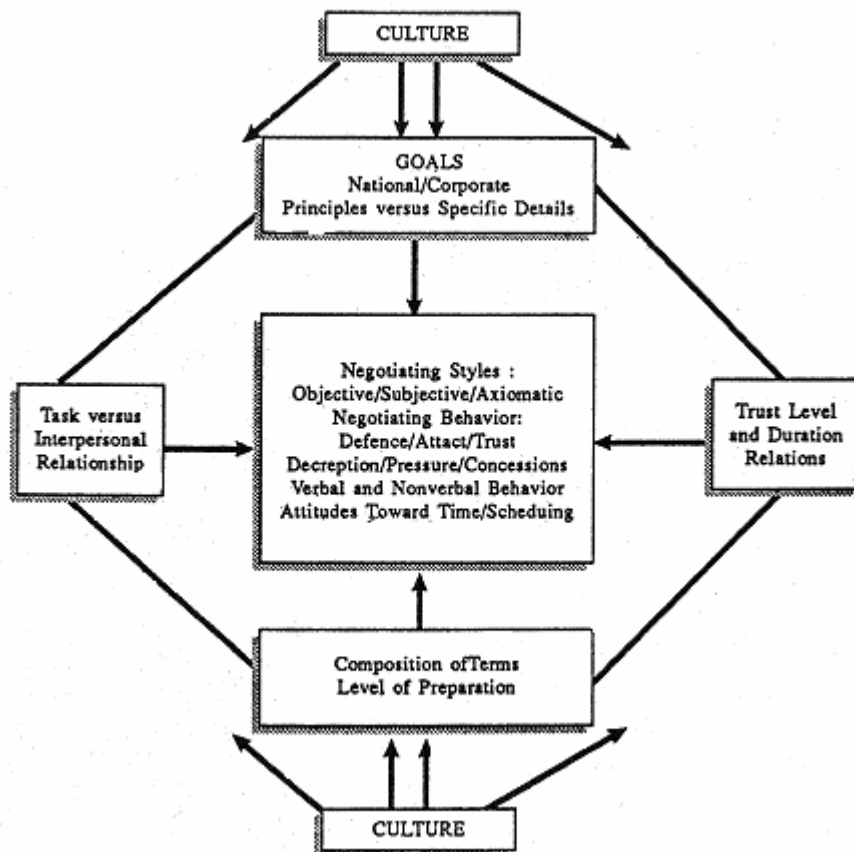 CULTURE
GOALS
National/Corporate
Principles versus Specific Details
Negotiating Styles :
Objective/Subjective/Axiomatic
Negotiating Behavior:
Defence/Attact/Trust
Decreption/Pressure/Concessions
Verbal and Nonverbal Behavior
Attitudes Toward Time/Scheduing
Task versus
Interpersonal
Relationship
Trust Level
and Duration
Relations
Composition ofTerms
Level of Preparation
CULTURE